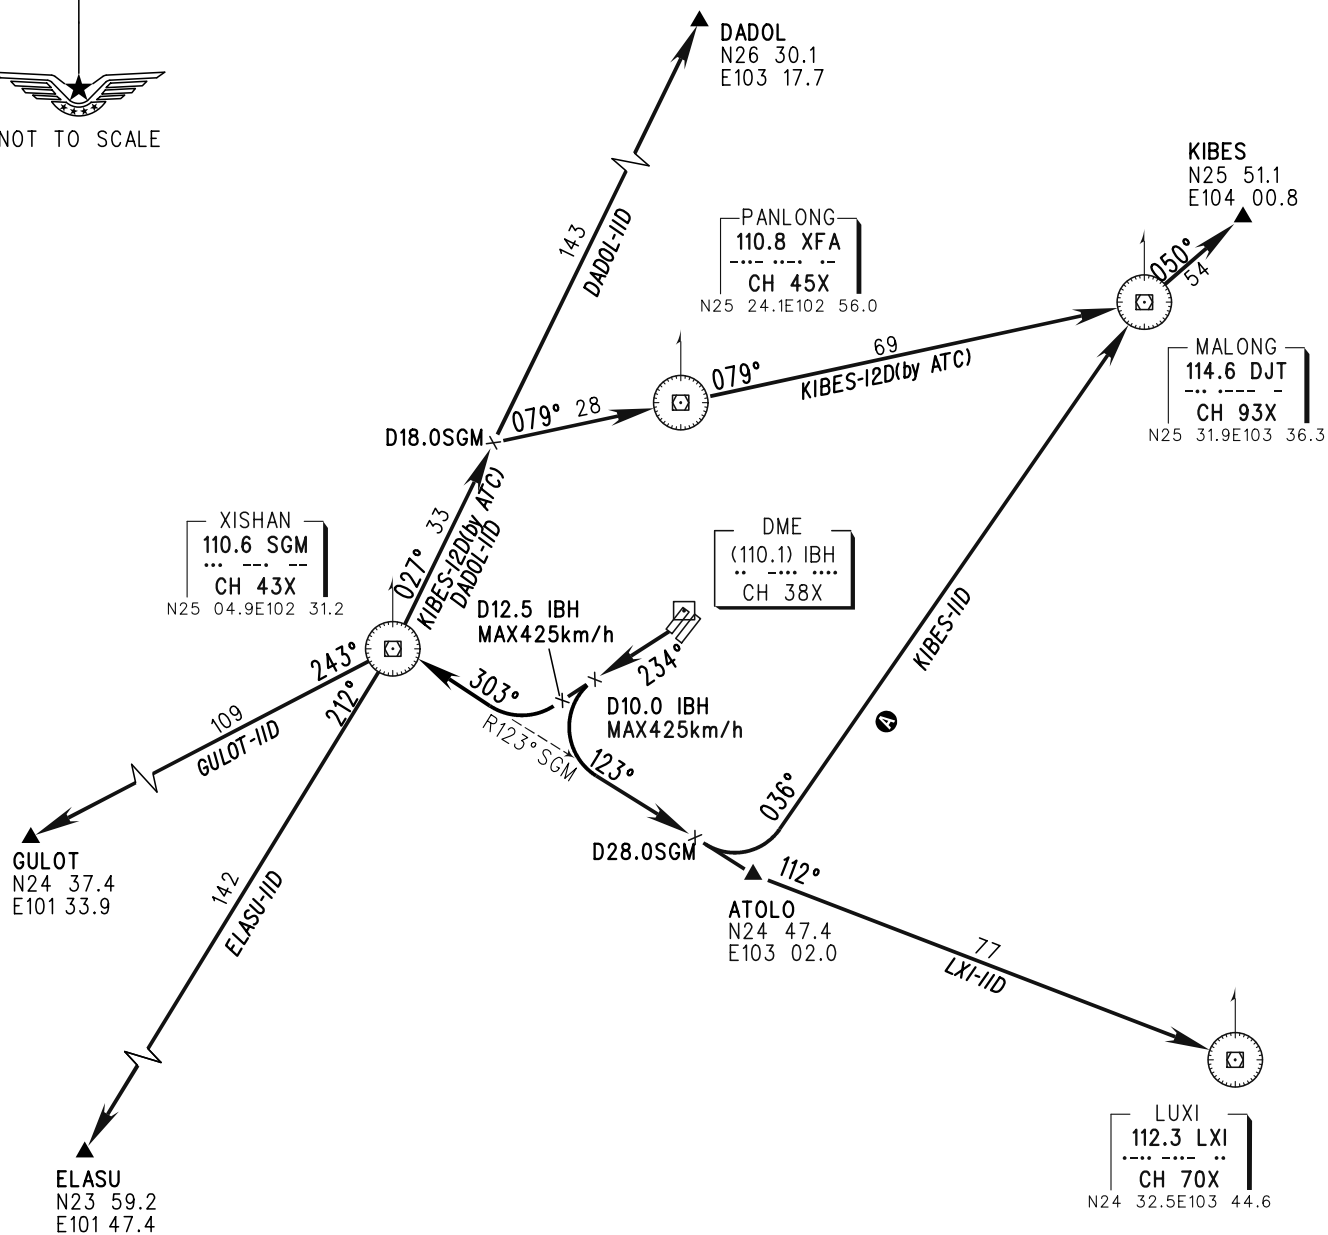 NOT TO SCALE
DADOL
N26 30.1
E103 17.7
KIBES
N25 51.1
E104 00.8
050°
54
143
DADOL-11D
PANLONG
110.8 XFA
CH 45X
N25 24.1E102 56.0
MALONG
114.6 DJT
CH 93X
N25 31.9E103 36.3
079°
69
KIBES-12D(by ATC)
D18.0SGM
079° 28
XISHAN
110.6 SGM
CH 43X
N25 04.9E102 31.2
027°
33
KIBES-12D(by ATC)
DADOL-11D
DME
(110.1) IBH
CH 38X
D12.5 IBH
MAX425km/h
234°
D10.0 IBH
MAX425km/h
303°
R123° SGM
123°
243°
212°
109
GULOT-11D
GULOT
N24 37.4
E101 33.9
142
ELASU-11D
ELASU
N23 59.2
E101 47.4
KIBES-11D
A
036°
D28.0SGM
ATOLO
N24 47.4
E103 02.0
112°
77
LXI-11D
LUXI
112.3 LXI
CH 70X
N24 32.5E103 44.6